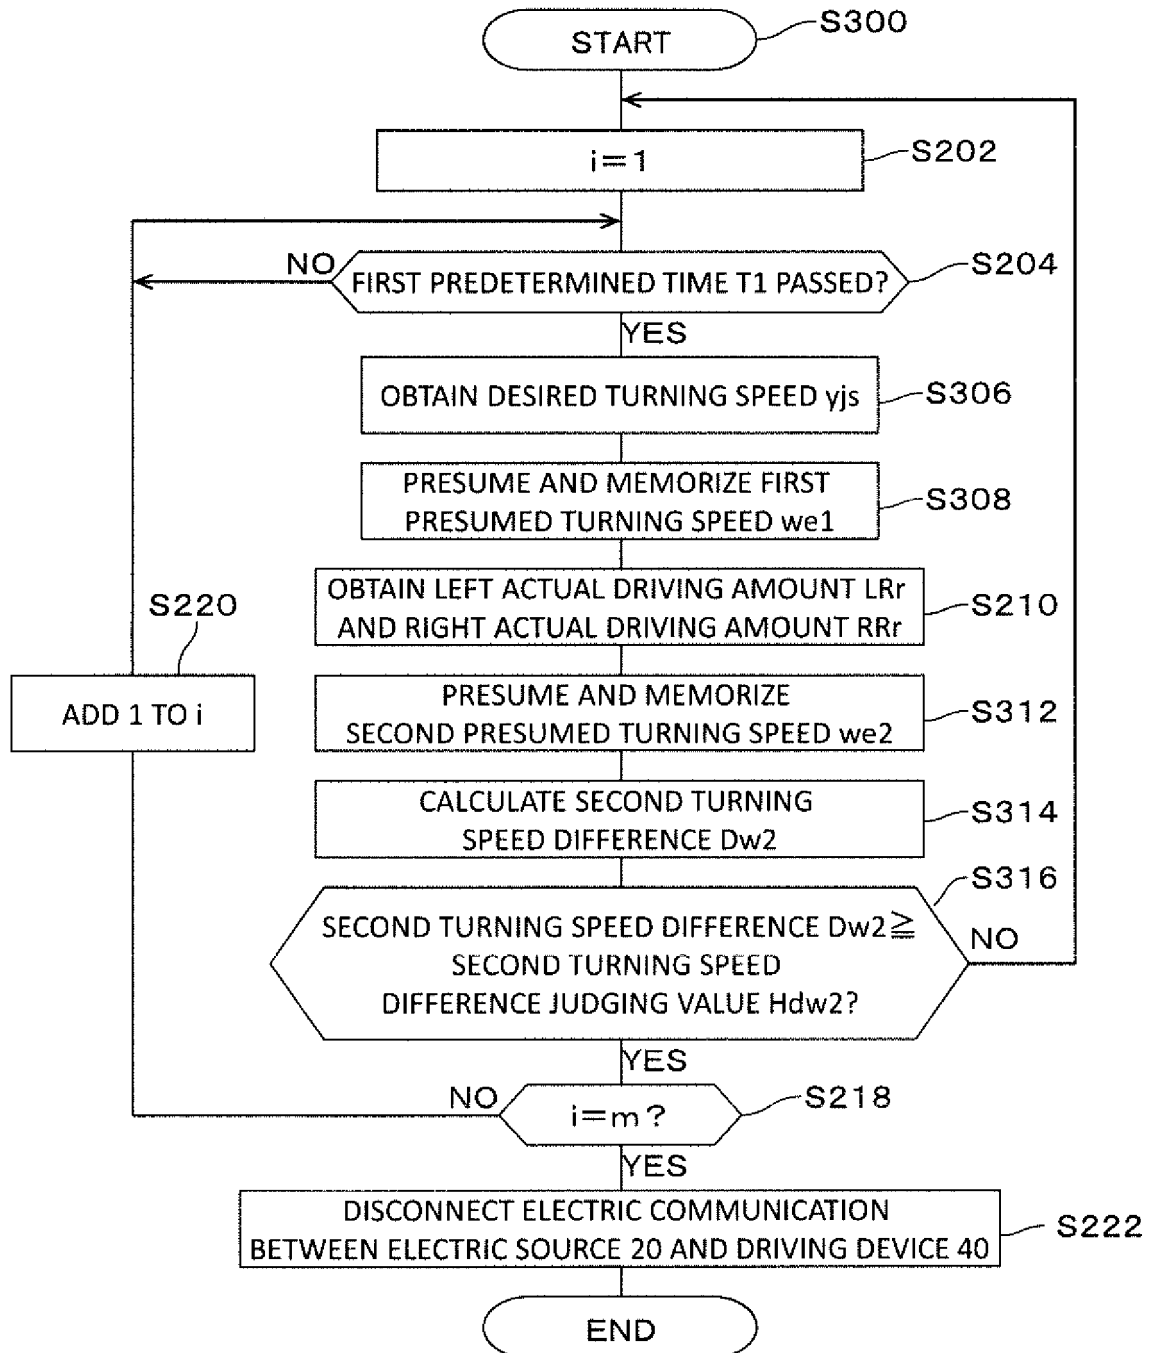 START
S300
i=1
S202
NO
FIRST PREDETERMINED TIME T1 PASSED?
S204
YES
OBTAIN DESIRED TURNING SPEED yjs
S306
PRESUME AND MEMORIZE FIRST
PRESUMED TURNING SPEED we1
S308
OBTAIN LEFT ACTUAL DRIVING AMOUNT LRr
AND RIGHT ACTUAL DRIVING AMOUNT RRr
S210
S220
ADD 1 TO i
PRESUME AND MEMORIZE
SECOND PRESUMED TURNING SPEED we2
S312
CALCULATE SECOND TURNING
SPEED DIFFERENCE Dw2
S314
S316
SECOND TURNING SPEED DIFFERENCE Dw2≧
SECOND TURNING SPEED
DIFFERENCE JUDGING VALUE Hdw2?
NO
YES
NO
i=m?
S218
YES
DISCONNECT ELECTRIC COMMUNICATION
BETWEEN ELECTRIC SOURCE 20 AND DRIVING DEVICE 40
S222
END